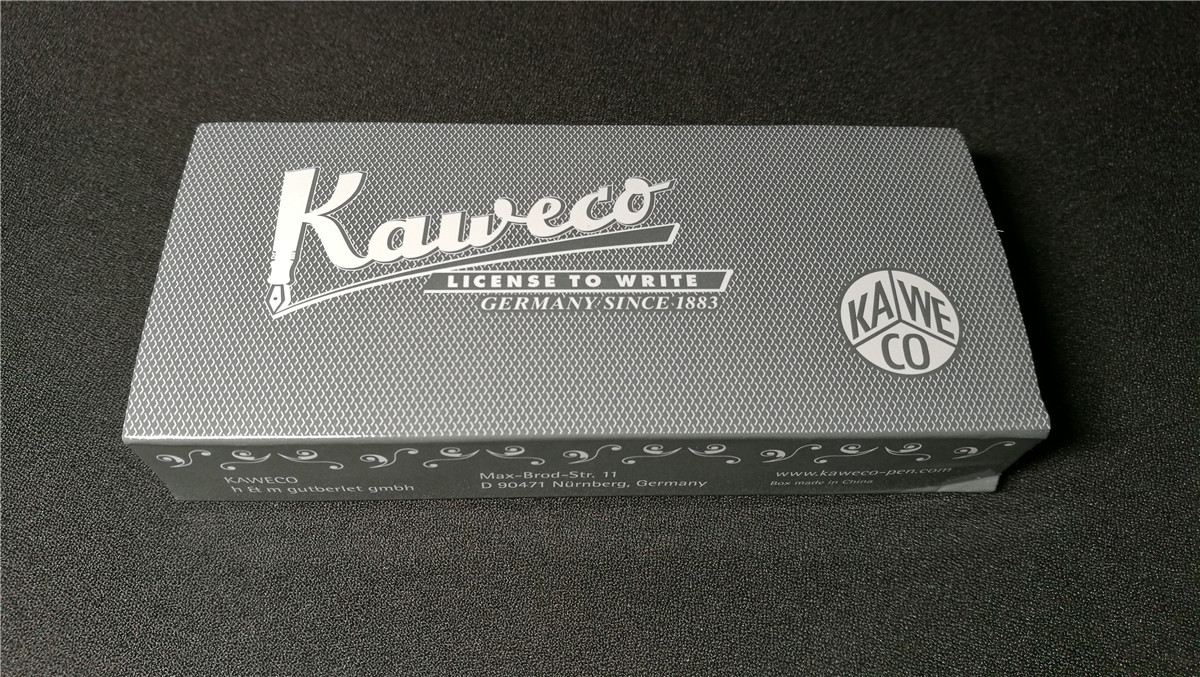 Kaweco
LICENSE TO WRITE
GERMANY SINCE 1883
KA WE
CO
KAWECO
h & m gutberlet gmbh
Max-Brod-Str. 11
D 90471 Nürnberg, Germany
www.kaweco-pen.com
Box made in China